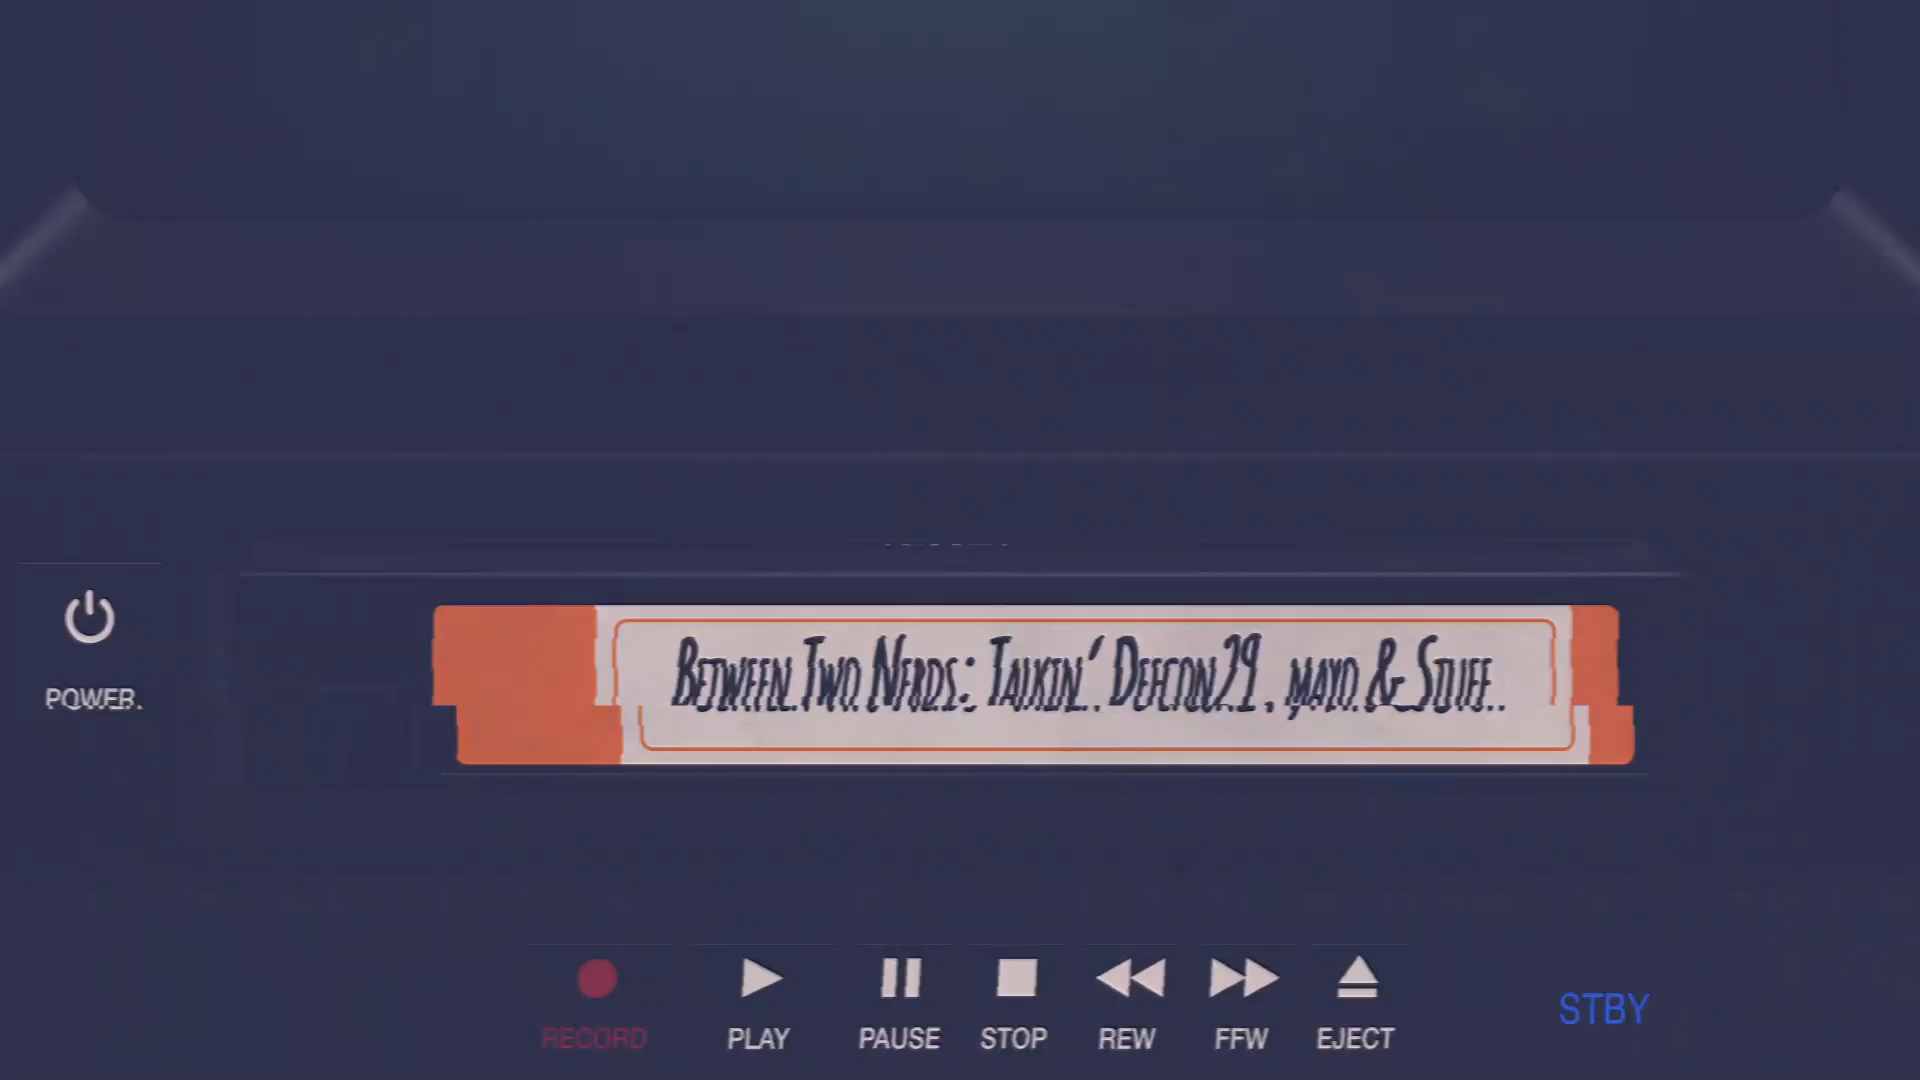 Between Two Nerds: Talkin' Defcon29, mayo & Stuff.
POWER
RECORD PLAY PAUSE STOP REW FFW EJECT STBY